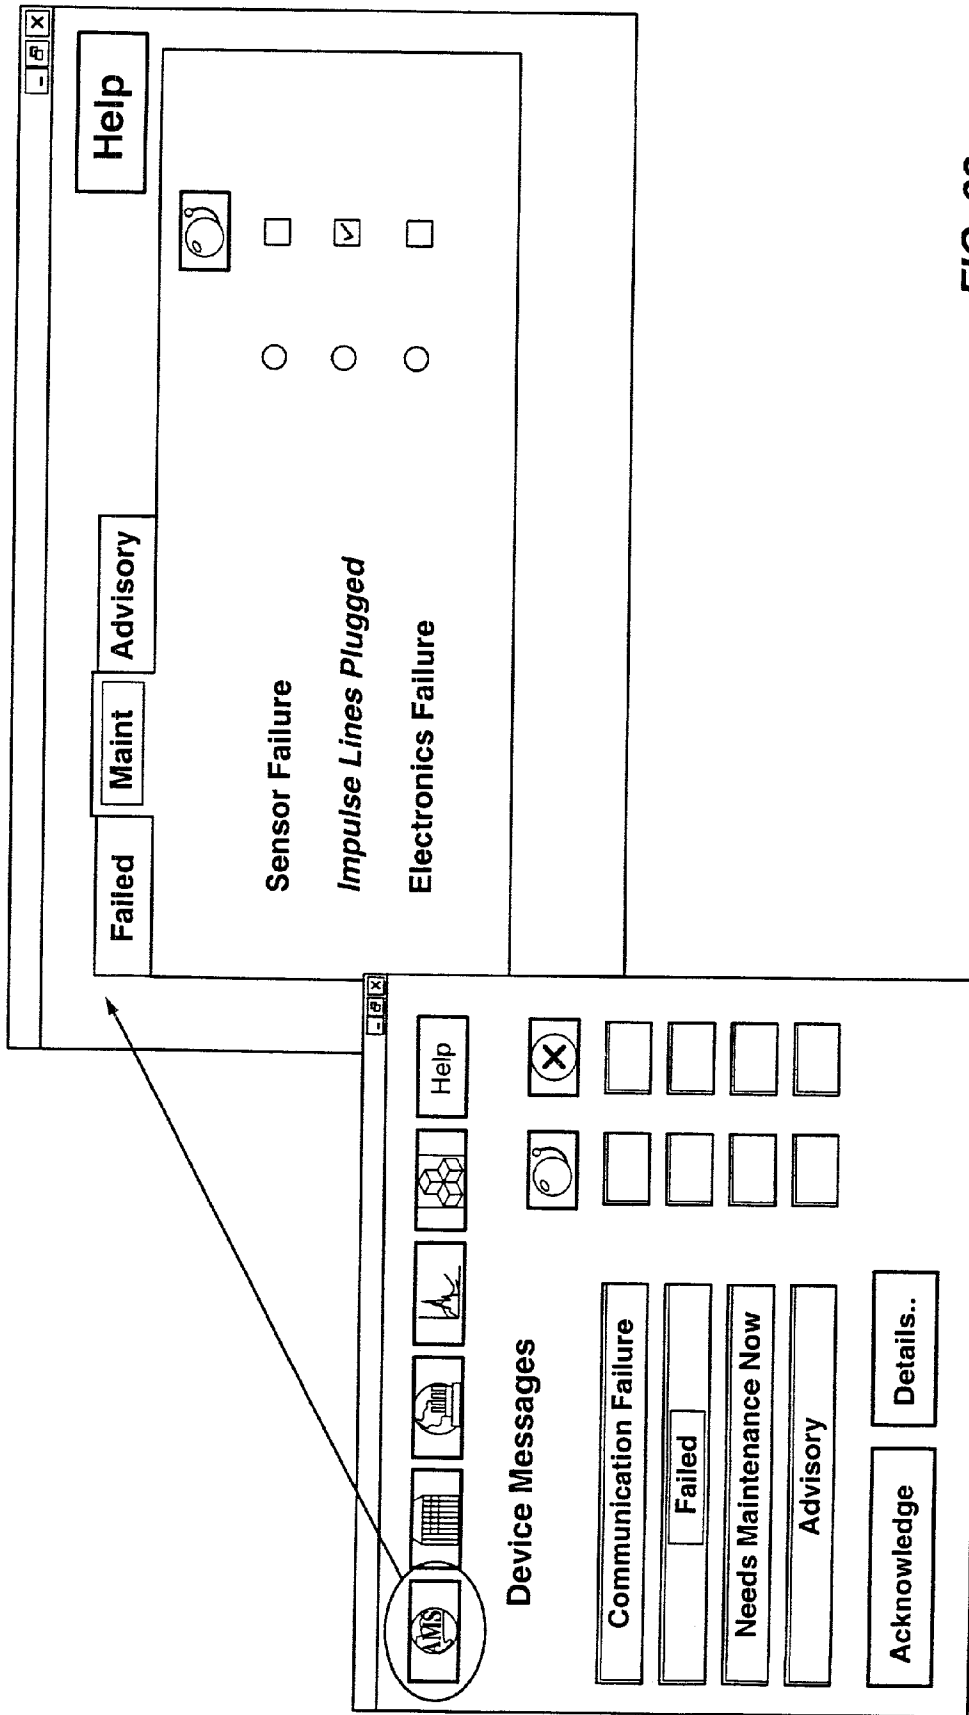 Help
Failed
Maint
Advisory
Sensor Failure
Impulse Lines Plugged
Electronics Failure
AMS
Help
Device Messages
Communication Failure
Failed
Needs Maintenance Now
Advisory
Acknowledge
Details..
FIG.